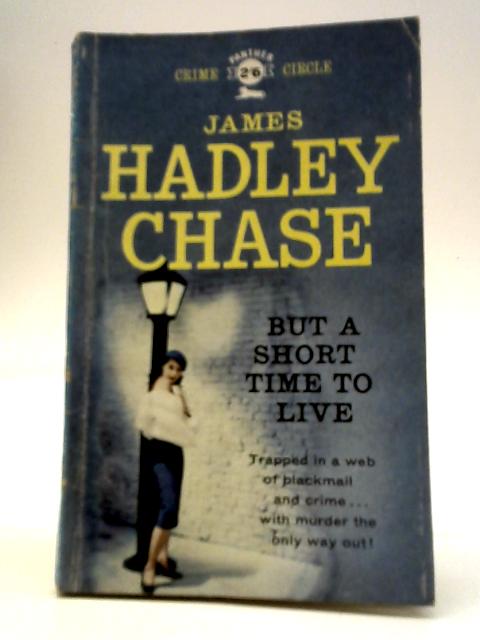 PANTHER
CRIME 2/6 CIRCLE
JAMES
HADLEY
CHASE
BUT A
SHORT
TIME TO
LIVE
Trapped in a web
of blackmail
and crime...
with murder the
only way out!